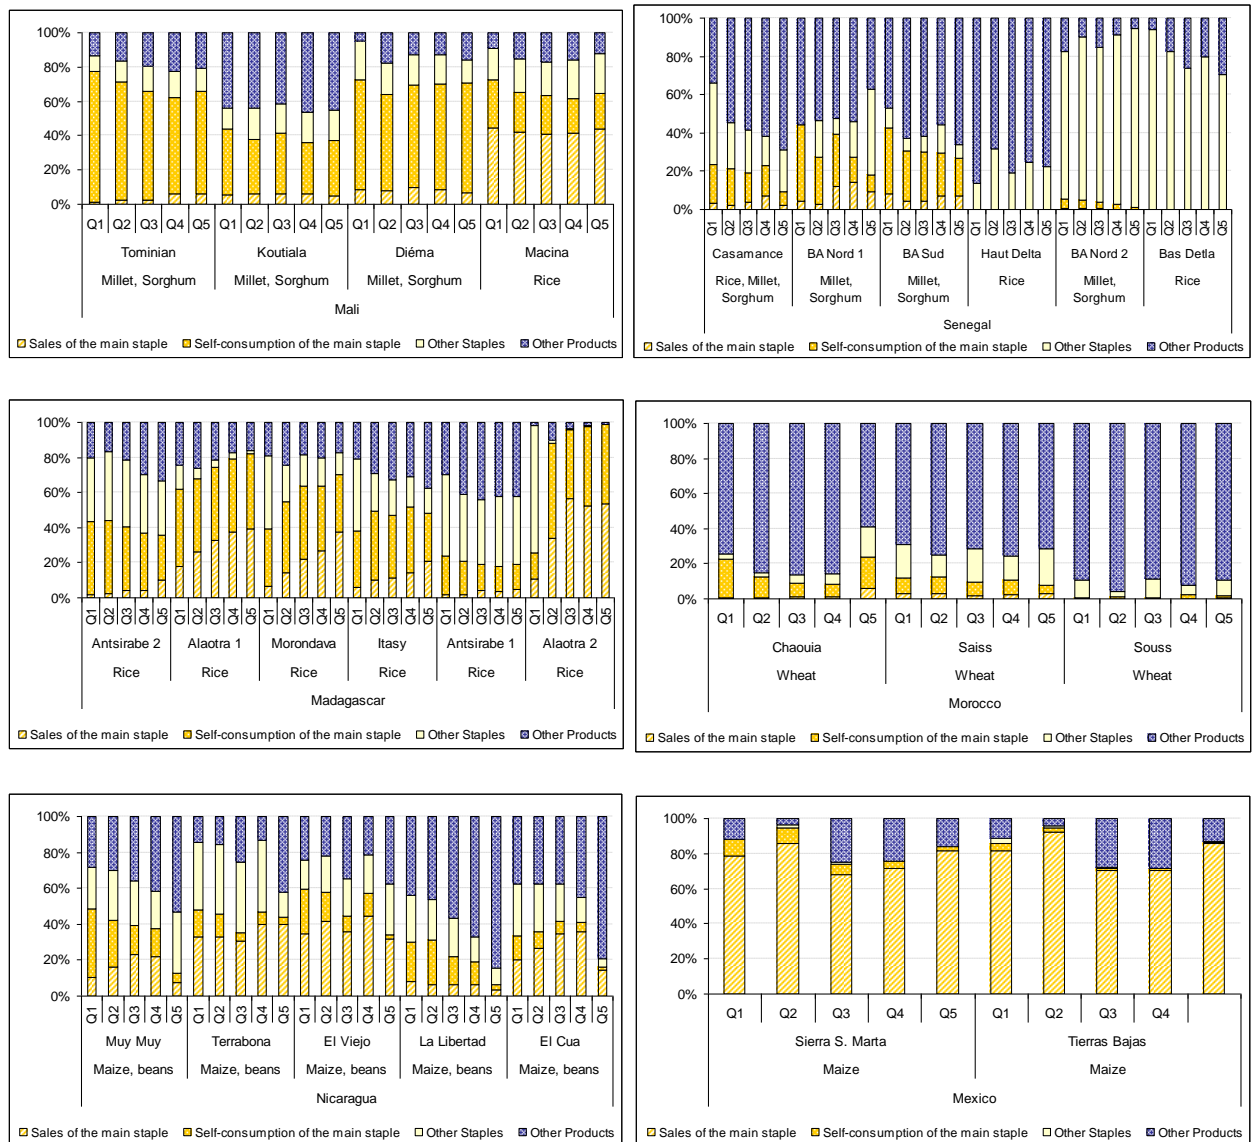 100%
80%
60%
40%
20%
0%
Q1 Q2 Q3 Q4 Q5 Q1 Q2 Q3 Q4 Q5 Q1 Q2 Q3 Q4 Q5 Q1 Q2 Q3 Q4 Q5
Tominian Koutiala Diéma Macina
Millet, Sorghum Millet, Sorghum Millet, Sorghum Rice
Mali
Sales of the main staple Self-consumption of the main staple Other Staples Other Products
100%
80%
60%
40%
20%
0%
Q1 Q2 Q3 Q4 Q5 Q1 Q2 Q3 Q4 Q5 Q1 Q2 Q3 Q4 Q5 Q1 Q2 Q3 Q4 Q5 Q1 Q2 Q3 Q4 Q5 Q1 Q2 Q3 Q4 Q5
Casamance BA Nord 1 BA Sud Haut Delta BA Nord 2 Bas Detla
Rice, Millet, Millet, Millet, Rice Millet, Rice
Sorghum Sorghum Sorghum Sorghum
Senegal
Sales of the main staple Self-consumption of the main staple Other Staples Other Products
100%
80%
60%
40%
20%
0%
Q1 Q2 Q3 Q4 Q5 Q1 Q2 Q3 Q4 Q5 Q1 Q2 Q3 Q4 Q5 Q1 Q2 Q3 Q4 Q5 Q1 Q2 Q3 Q4 Q5 Q1 Q2 Q3 Q4 Q5
Antsirabe 2 Alaotra 1 Morondava Itasy Antsirabe 1 Alaotra 2
Rice Rice Rice Rice Rice Rice
Madagascar
Sales of the main staple Self-consumption of the main staple Other Staples Other Products
100%
80%
60%
40%
20%
0%
Q1 Q2 Q3 Q4 Q5 Q1 Q2 Q3 Q4 Q5 Q1 Q2 Q3 Q4 Q5
Chaouia Saiss Souss
Wheat Wheat Wheat
Morocco
Sales of the main staple Self-consumption of the main staple Other Staples Other Products
100%
80%
60%
40%
20%
0%
Q1 Q2 Q3 Q4 Q5 Q1 Q2 Q3 Q4 Q5 Q1 Q2 Q3 Q4 Q5 Q1 Q2 Q3 Q4 Q5 Q1 Q2 Q3 Q4 Q5
Muy Muy Terrabona El Viejo La Libertad El Cua
Maize, beans Maize, beans Maize, beans Maize, beans Maize, beans
Nicaragua
Sales of the main staple Self-consumption of the main staple Other Staples Other Products
100%
80%
60%
40%
20%
0%
Q1 Q2 Q3 Q4 Q5 Q1 Q2 Q3 Q4
Sierra S. Marta Tierras Bajas
Maize Maize
Mexico
Sales of the main staple Self-consumption of the main staple Other Staples Other Products